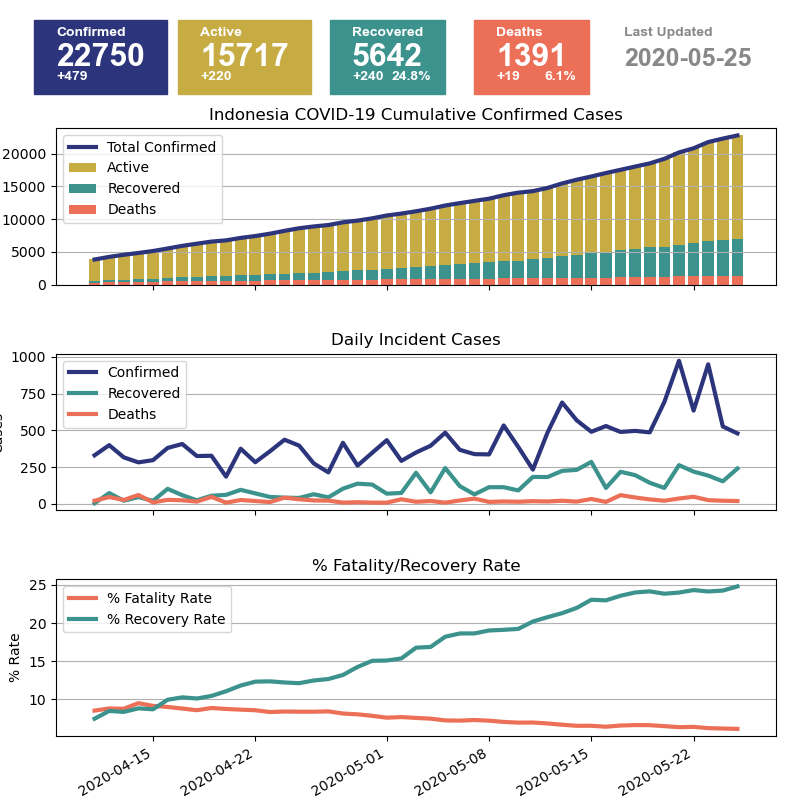 Confirmed
22750
+479
Active
15717
+220
Recovered
5642
+240 24.8%
Deaths
1391
+19 6.1%
Last Updated
2020-05-25
Indonesia COVID-19 Cumulative Confirmed Cases
Total Confirmed
Active
Recovered
Deaths
20000
15000
10000
5000
0
Daily Incident Cases
Confirmed
Recovered
Deaths
1000
750
500
250
0
Cases
% Fatality/Recovery Rate
% Fatality Rate
% Recovery Rate
25
20
15
10
% Rate
2020-04-15
2020-04-22
2020-05-01
2020-05-08
2020-05-15
2020-05-22